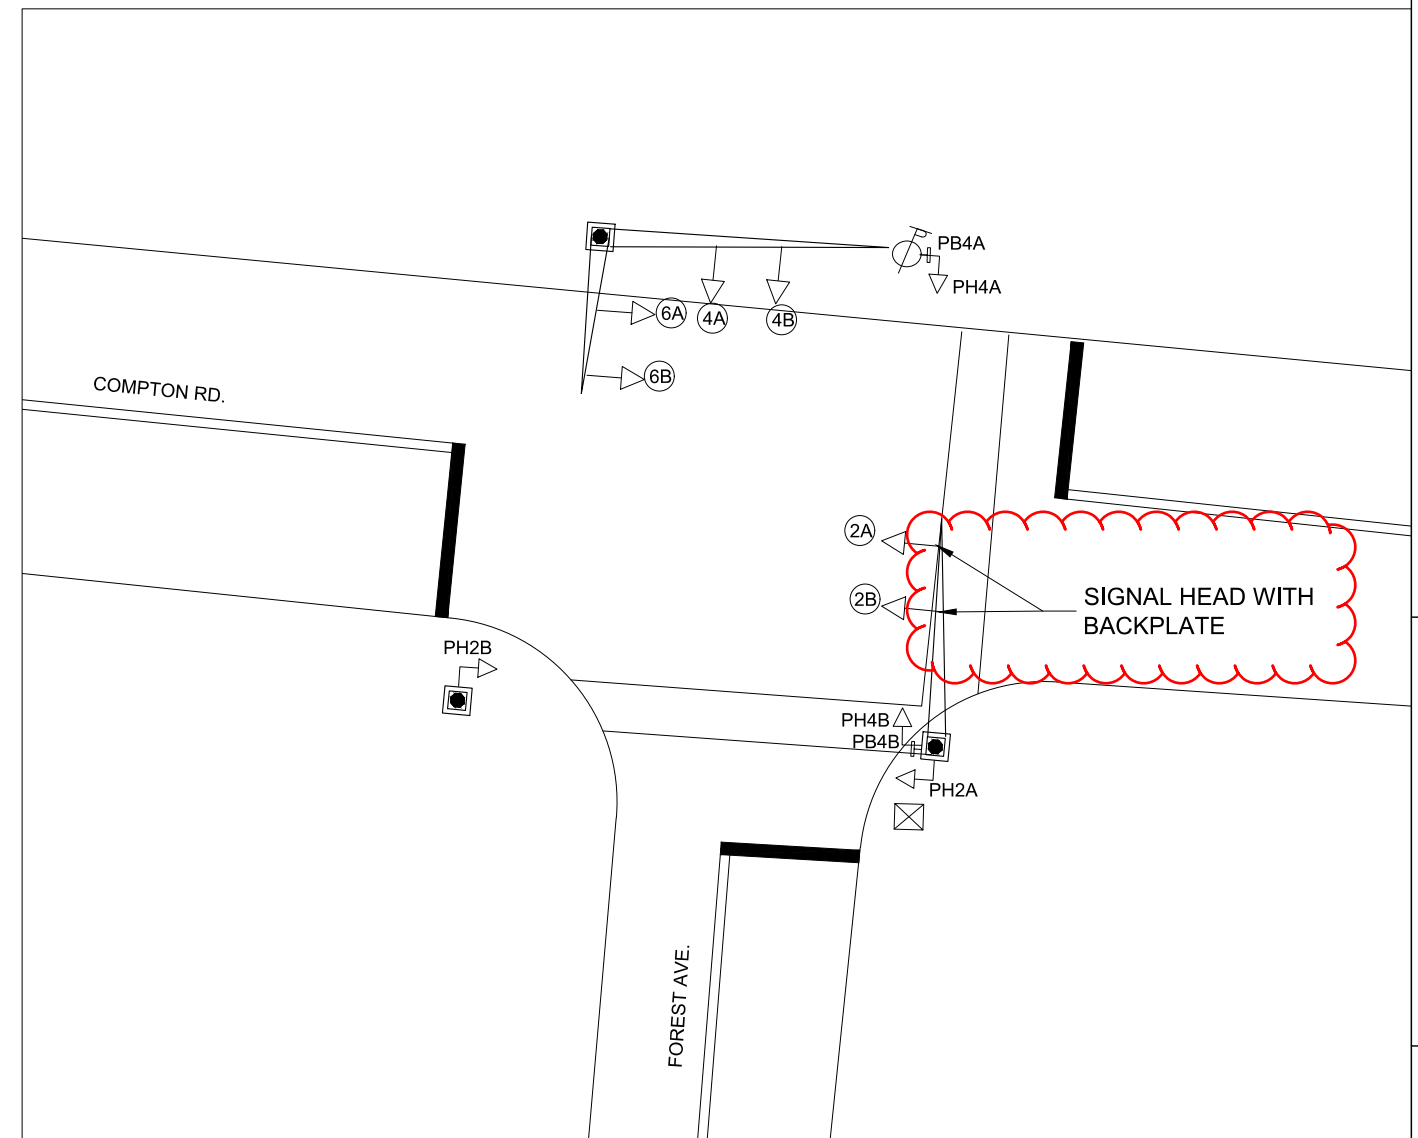 PB4A
PH4A
6A
4A
4B
6B
COMPTON RD.
2A
2B
SIGNAL HEAD WITH
BACKPLATE
PH2B
PH4B
PB4B
PH2A
FOREST AVE.